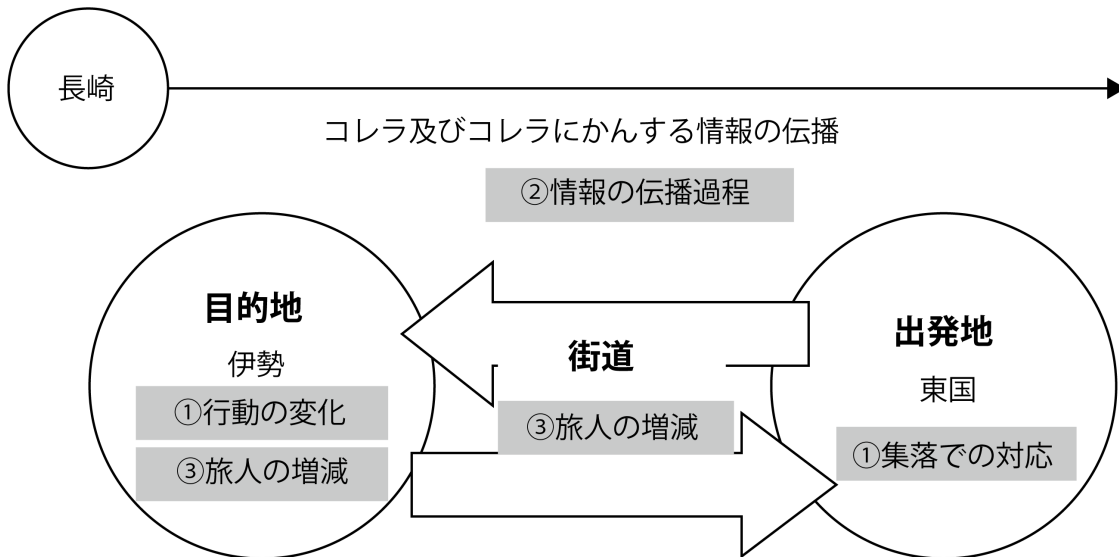 長崎
コレラ及びコレラにかんする情報の伝播
②情報の伝播過程
目的地
伊勢
①行動の変化
③旅人の増減
街道
③旅人の増減
出発地
東国
①集落での対応